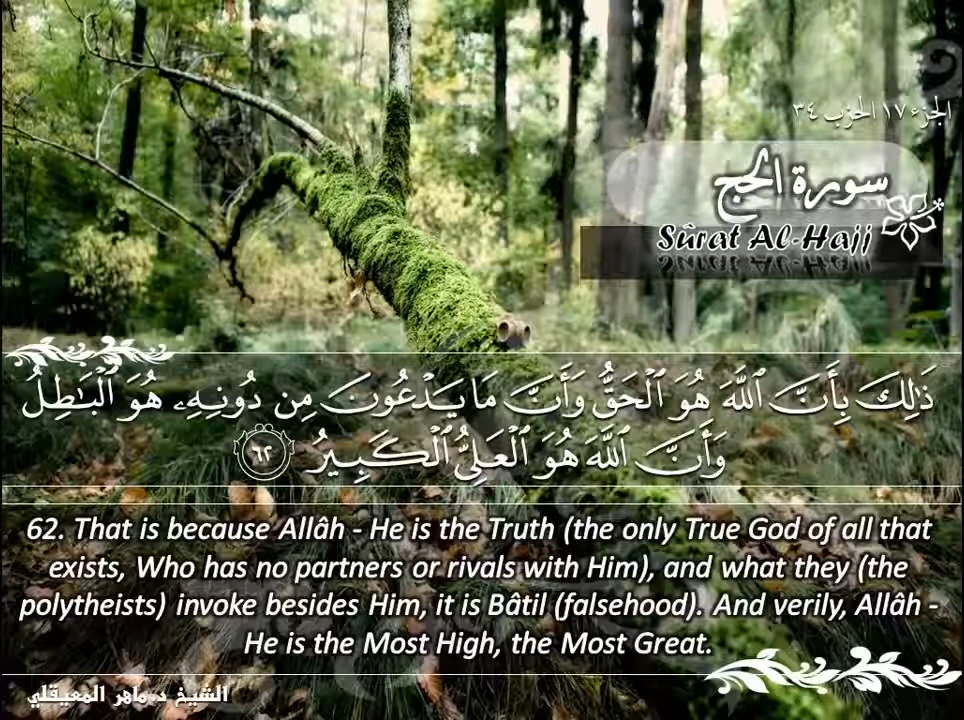 الجزء ١٧ الحزب ٣٤
سورة الحج
Sûrat Al-Hajj
ذَٰلِكَ بِأَنَّ ٱللَّهَ هُوَ ٱلْحَقُّ وَأَنَّ مَا يَدْعُونَ مِن دُونِهِۦ هُوَ ٱلْبَٰطِلُ
وَأَنَّ ٱللَّهَ هُوَ ٱلْعَلِىُّ ٱلْكَبِيرُ ٦٢
62. That is because Allâh - He is the Truth (the only True God of all that
exists, Who has no partners or rivals with Him), and what they (the
polytheists) invoke besides Him, it is Bâtil (falsehood). And verily, Allâh -
He is the Most High, the Most Great.
الشيخ د.ماهر المعيقلي